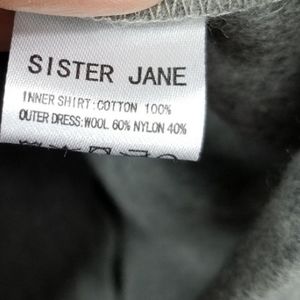 SISTER JANE
INNER SHIRT:COTTON 100%
OUTER DRESS:WOOL 60% NYLON 40%